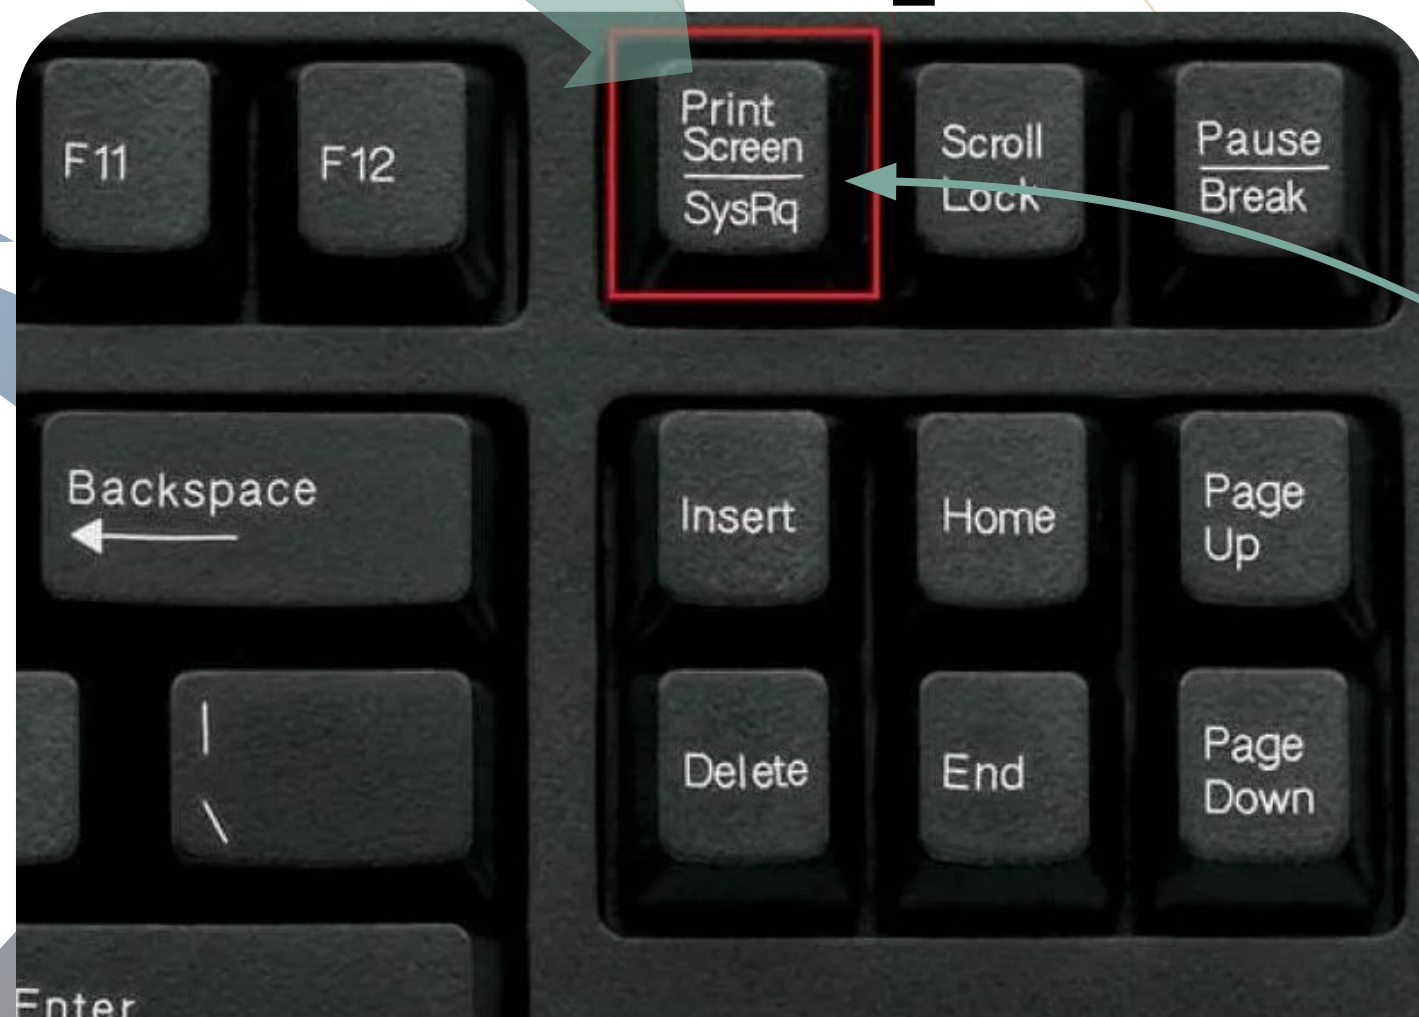 F11
F12
Print
Screen
SysRq
Scroll
Lock
Pause
Break
Backspace
Insert
Home
Page
Up
|
\
Delete
End
Page
Down
Enter